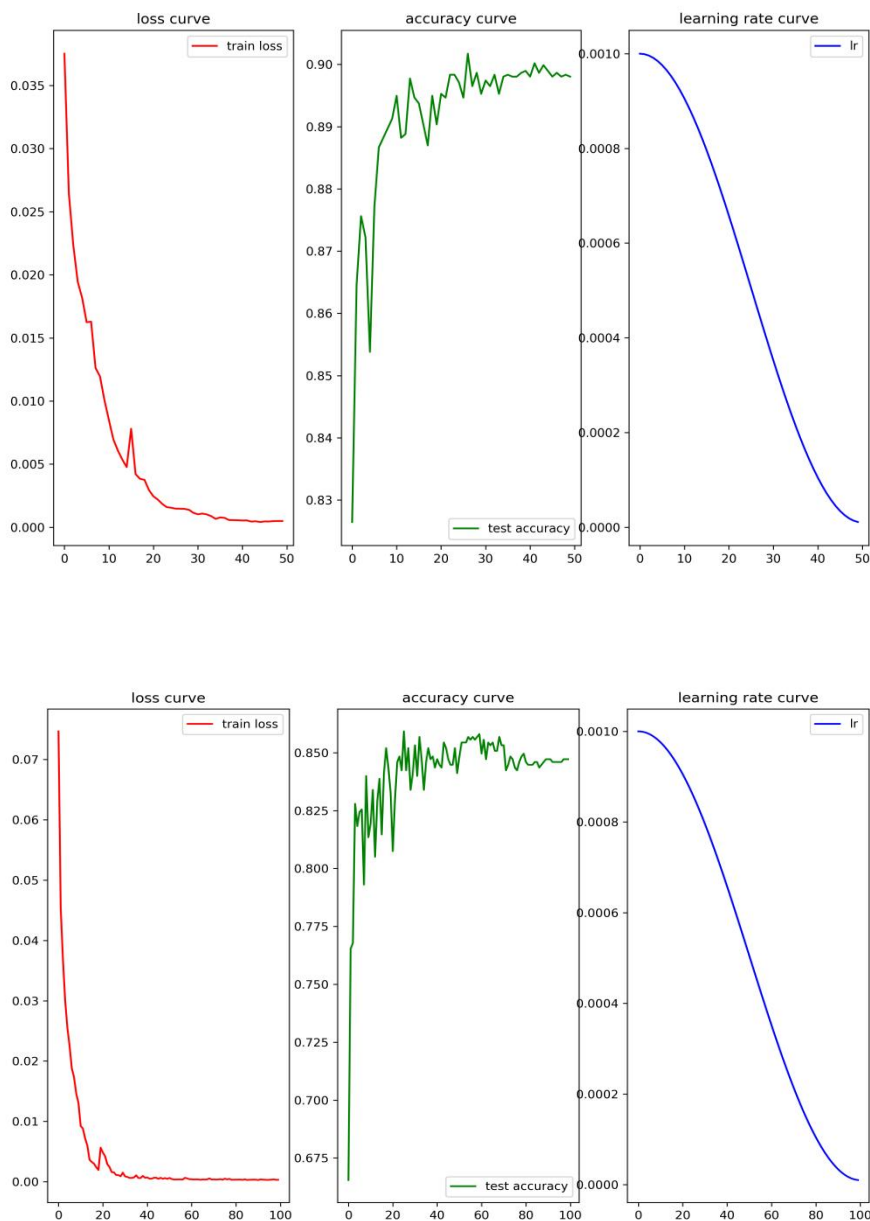 loss curve
train loss
0.035
0.030
0.025
0.020
0.015
0.010
0.005
0.000
0 10 20 30 40 50
accuracy curve
0.90
0.89
0.88
0.87
0.86
0.85
0.84
0.83
test accuracy
0 10 20 30 40 50
learning rate curve
lr
0.0010
0.0008
0.0006
0.0004
0.0002
0.0000
0 10 20 30 40 50
loss curve
train loss
0.07
0.06
0.05
0.04
0.03
0.02
0.01
0.00
0 20 40 60 80 100
accuracy curve
0.850
0.825
0.800
0.775
0.750
0.725
0.700
0.675
test accuracy
0 20 40 60 80 100
learning rate curve
lr
0.0010
0.0008
0.0006
0.0004
0.0002
0.0000
0 20 40 60 80 100